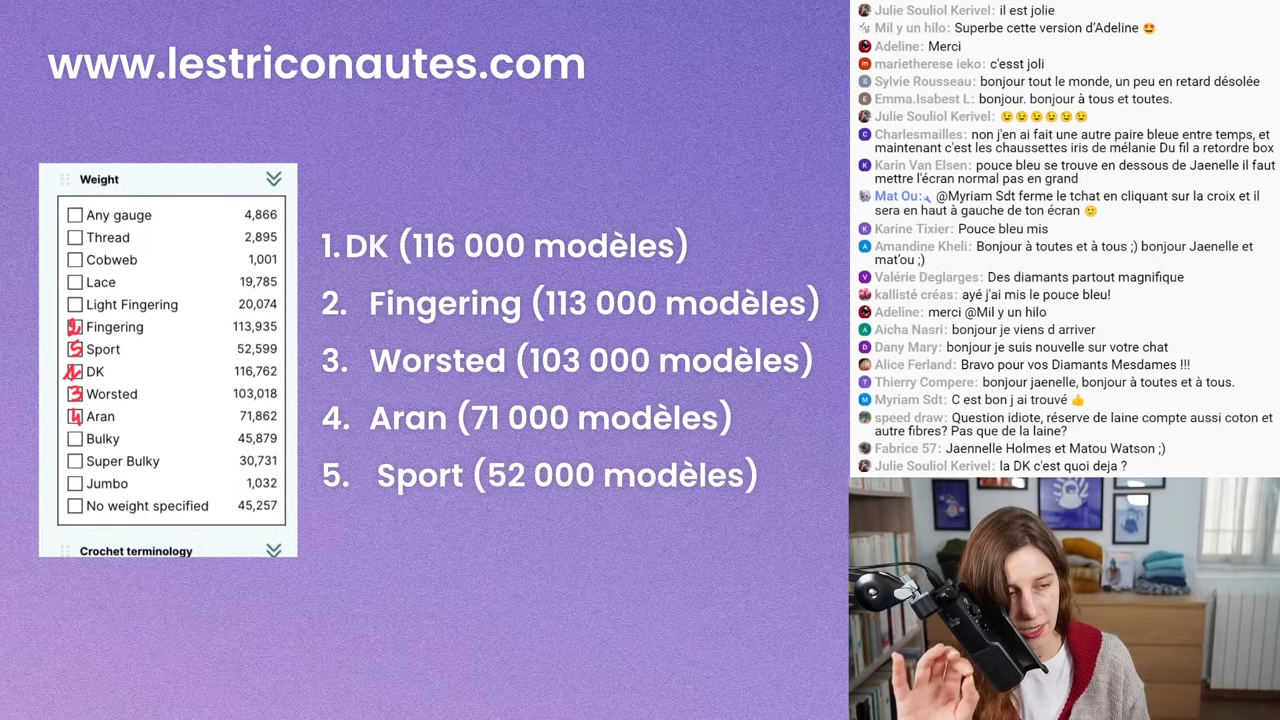 www.lestriconautes.com
Weight
Any gauge 4,866
Thread 2,895
Cobweb 1,001
Lace 19,785
Light Fingering 20,074
2 Fingering 113,935
5 Sport 52,599
1 DK 116,762
3 Worsted 103,018
4 Aran 71,862
Bulky 45,879
Super Bulky 30,731
Jumbo 1,032
No weight specified 45,257
Crochet terminology
1. DK (116 000 modèles)
2. Fingering (113 000 modèles)
3. Worsted (103 000 modèles)
4. Aran (71 000 modèles)
5. Sport (52 000 modèles)
Julie Souliol Kerivel: il est jolie
Mil y un hilo: Superbe cette version d'Adeline 🤩
Adeline: Merci
marietherese ieko: c'esst joli
Sylvie Rousseau: bonjour tout le monde, un peu en retard désolée
Emma.Isabest L: bonjour. bonjour à tous et toutes.
Julie Souliol Kerivel: 😉😉😉😉😉😉
Charlesmailles: non j'en ai fait une autre paire bleue entre temps, et
maintenant c'est les chaussettes iris de mélanie Du fil a retordre box
Karin Van Elsen: pouce bleu se trouve en dessous de Jaenelle il faut
mettre l'écran normal pas en grand
Mat Ou: @Myriam Sdt ferme le tchat en cliquant sur la croix et il
sera en haut à gauche de ton écran 🙂
Karine Tixier: Pouce bleu mis
Amandine Kheli: Bonjour à toutes et à tous ;) bonjour Jaenelle et
mat'ou ;)
Valérie Deglarges: Des diamants partout magnifique
kallisté créas: ayé j'ai mis le pouce bleu!
Adeline: merci @Mil y un hilo
Aicha Nasri: bonjour je viens d arriver
Dany Mary: bonjour je suis nouvelle sur votre chat
Alice Ferland: Bravo pour vos Diamants Mesdames !!!
Thierry Compere: bonjour jaenelle, bonjour à toutes et à tous.
Myriam Sdt: C est bon j ai trouvé 👍
speed draw: Question idiote, réserve de laine compte aussi coton et
autre fibres? Pas que de la laine?
Fabrice 57: Jaennelle Holmes et Matou Watson ;)
Julie Souliol Kerivel: la DK c'est quoi deja ?